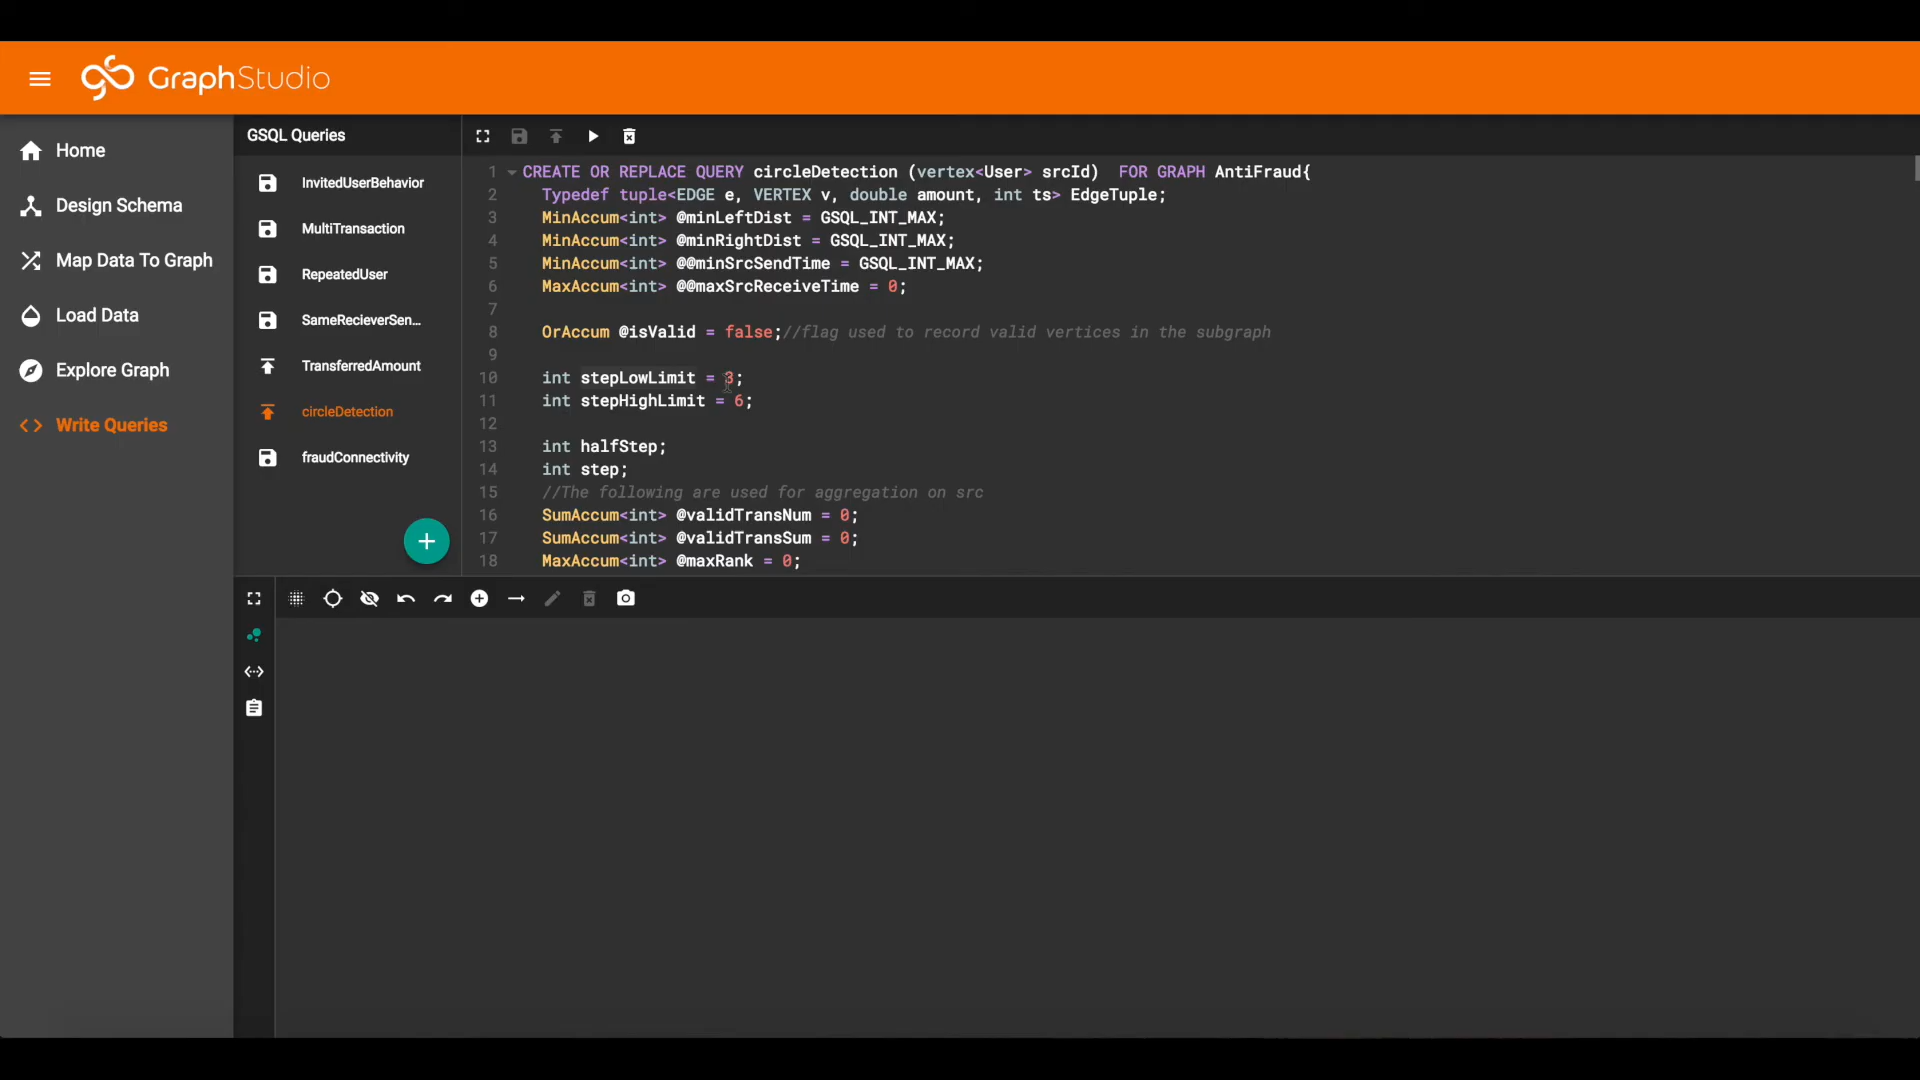 GraphStudio
Home
Design Schema
Map Data To Graph
Load Data
Explore Graph
Write Queries
GSQL Queries
InvitedUserBehavior
MultiTransaction
RepeatedUser
SameRecieverSen...
TransferredAmount
circleDetection
fraudConnectivity
1 CREATE OR REPLACE QUERY circleDetection (vertex<User> srcId)  FOR GRAPH AntiFraud{
2 Typedef tuple<EDGE e, VERTEX v, double amount, int ts> EdgeTuple;
3 MinAccum<int> @minLeftDist = GSQL_INT_MAX;
4 MinAccum<int> @minRightDist = GSQL_INT_MAX;
5 MinAccum<int> @@minSrcSendTime = GSQL_INT_MAX;
6 MaxAccum<int> @@maxSrcReceiveTime = 0;
7
8 OrAccum @isValid = false;//flag used to record valid vertices in the subgraph
9
10 int stepLowLimit = 3;
11 int stepHighLimit = 6;
12
13 int halfStep;
14 int step;
15 //The following are used for aggregation on src
16 SumAccum<int> @validTransNum = 0;
17 SumAccum<int> @validTransSum = 0;
18 MaxAccum<int> @maxRank = 0;